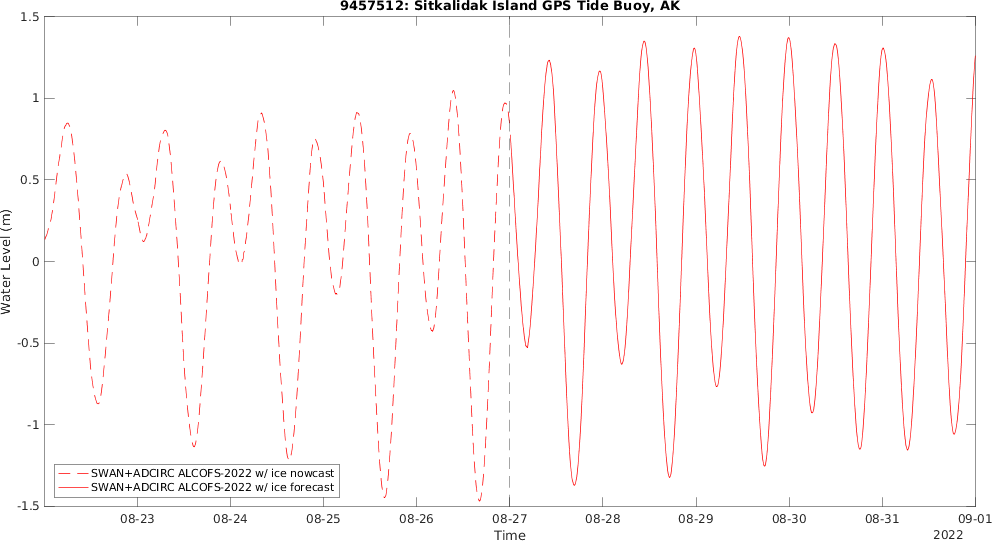 9457512: Sitkalidak Island GPS Tide Buoy, AK
1.5
1
0.5
0
-0.5
-1
-1.5
Water Level (m)
SWAN+ADCIRC ALCOFS-2022 w/ ice nowcast
SWAN+ADCIRC ALCOFS-2022 w/ ice forecast
08-23 08-24 08-25 08-26 08-27 08-28 08-29 08-30 08-31 09-01
Time
2022